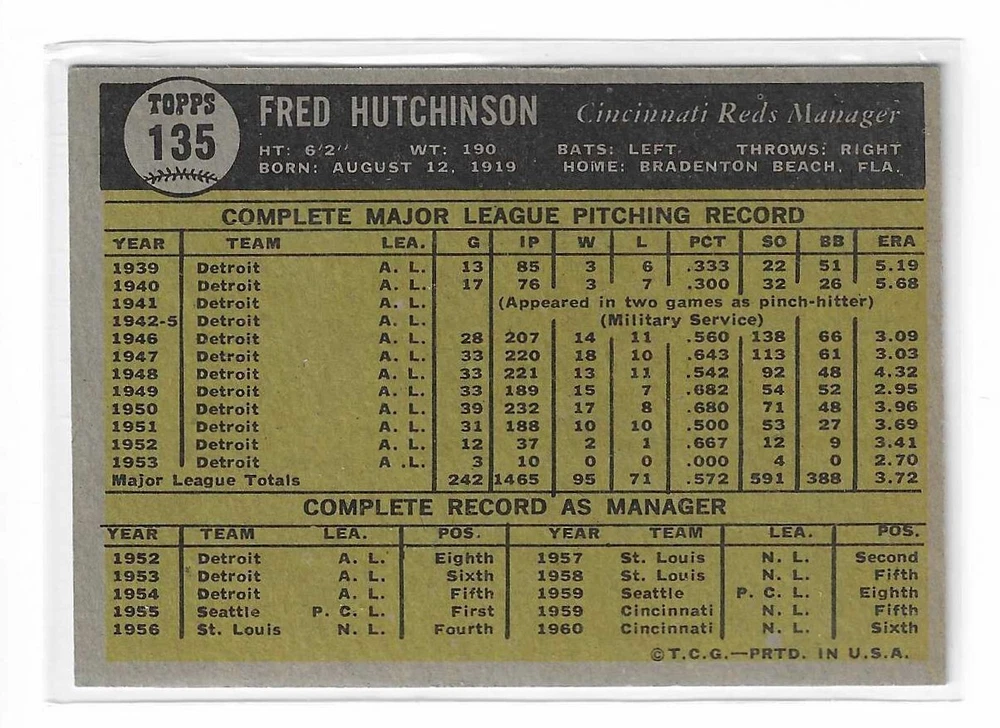 TOPPS
135
FRED HUTCHINSON Cincinnati Reds Manager
HT: 6'2" WT: 190 BATS: LEFT THROWS: RIGHT
BORN: AUGUST 12, 1919 HOME: BRADENTON BEACH, FLA.
COMPLETE MAJOR LEAGUE PITCHING RECORD
YEAR TEAM LEA. G IP W L PCT SO BB ERA
1939 Detroit A. L. 13 85 3 6 .333 22 51 5.19
1940 Detroit A. L. 17 76 3 7 .300 32 26 5.68
1941 Detroit A. L. (Appeared in two games as pinch-hitter)
1942-5 Detroit A. L. (Military Service)
1946 Detroit A. L. 28 207 14 11 .560 138 66 3.09
1947 Detroit A. L. 33 220 18 10 .643 113 61 3.03
1948 Detroit A. L. 33 221 13 11 .542 92 48 4.32
1949 Detroit A. L. 33 189 15 7 .682 54 52 2.95
1950 Detroit A. L. 39 232 17 8 .680 71 48 3.96
1951 Detroit A. L. 31 188 10 10 .500 53 27 3.69
1952 Detroit A. L. 12 37 2 1 .667 12 9 3.41
1953 Detroit A .L. 3 10 0 0 .000 4 0 2.70
Major League Totals 242 1465 95 71 .572 591 388 3.72
COMPLETE RECORD AS MANAGER
YEAR TEAM LEA. POS. YEAR TEAM LEA. POS.
1952 Detroit A. L. Eighth 1957 St. Louis N. L. Second
1953 Detroit A. L. Sixth 1958 St. Louis N. L. Fifth
1954 Detroit A. L. Fifth 1959 Seattle P. C. L. Eighth
1955 Seattle P. C. L. First 1959 Cincinnati N. L. Fifth
1956 St. Louis N. L. Fourth 1960 Cincinnati N. L. Sixth
©T.C.G.—PRTD. IN U.S.A.